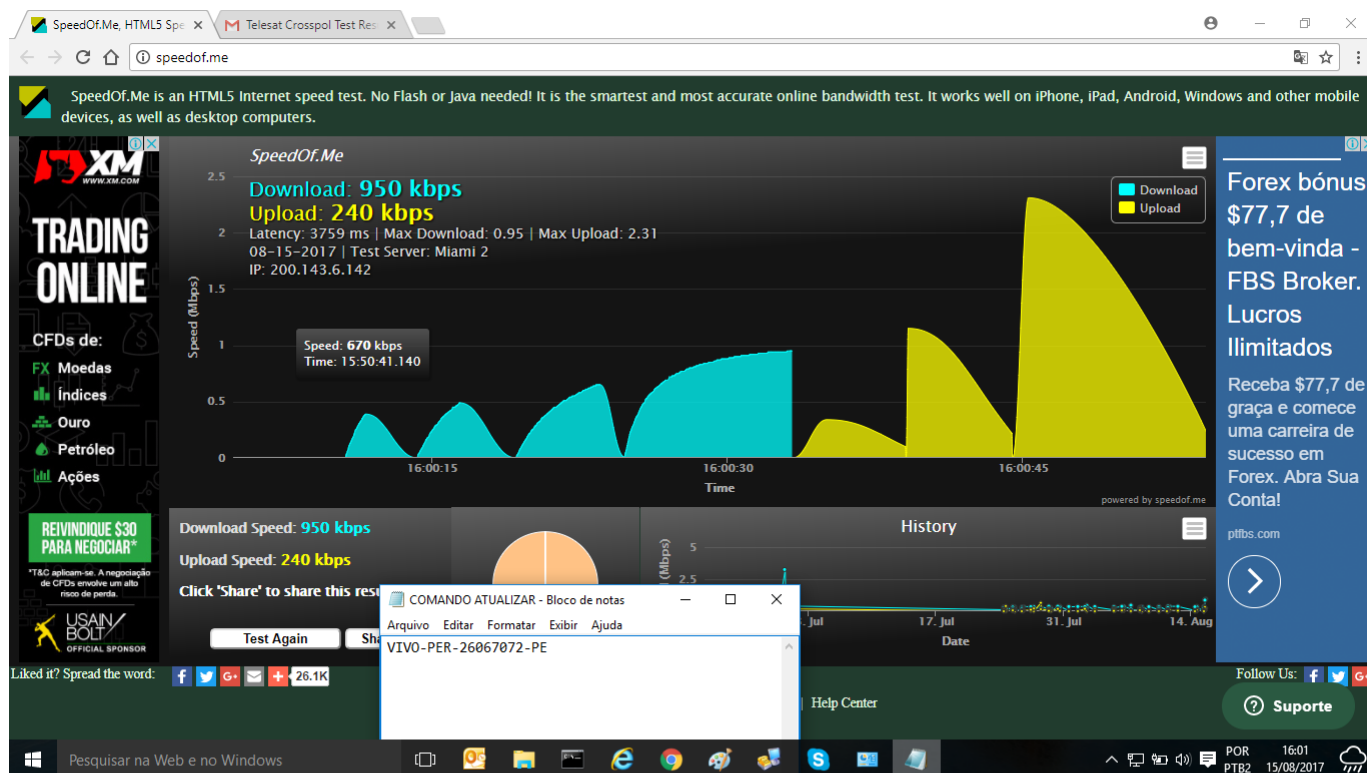 SpeedOf.Me, HTML5 Spe
Telesat Crosspol Test Res
speedof.me
SpeedOf.Me is an HTML5 Internet speed test. No Flash or Java needed! It is the smartest and most accurate online bandwidth test. It works well on iPhone, iPad, Android, Windows and other mobile
devices, as well as desktop computers.
XM
WWW.XM.COM
TRADING
ONLINE
CFDs de:
FX Moedas
Índices
Ouro
Petróleo
Ações
REIVINDIQUE $30
PARA NEGOCIAR*
*T&C aplicam-se. A negociação
de CFDs envolve um alto
risco de perda.
USAIN
BOLT
OFFICIAL SPONSOR
SpeedOf.Me
Download: 950 kbps
Upload: 240 kbps
Latency: 3759 ms | Max Download: 0.95 | Max Upload: 2.31
08-15-2017 | Test Server: Miami 2
IP: 200.143.6.142
Download
Upload
Speed (Mbps)
2.5
2
1.5
1
0.5
0
Speed: 670 kbps
Time: 15:50:41.140
16:00:15
16:00:30
16:00:45
Time
powered by speedof.me
Forex bónus
$77,7 de
bem-vinda -
FBS Broker.
Lucros
Ilimitados
Receba $77,7 de
graça e comece
uma carreira de
sucesso em
Forex. Abra Sua
Conta!
ptfbs.com
Download Speed: 950 kbps
Upload Speed: 240 kbps
Click 'Share' to share this resu
Test Again
Sha
History
(Mbps)
5
2.5
. Jul
17. Jul
31. Jul
14. Aug
Date
COMANDO ATUALIZAR - Bloco de notas
Arquivo Editar Formatar Exibir Ajuda
VIVO-PER-26067072-PE
Liked it? Spread the word:
26.1K
| Help Center
Follow Us:
Suporte
Pesquisar na Web e no Windows
POR
PTB2
16:01
15/08/2017